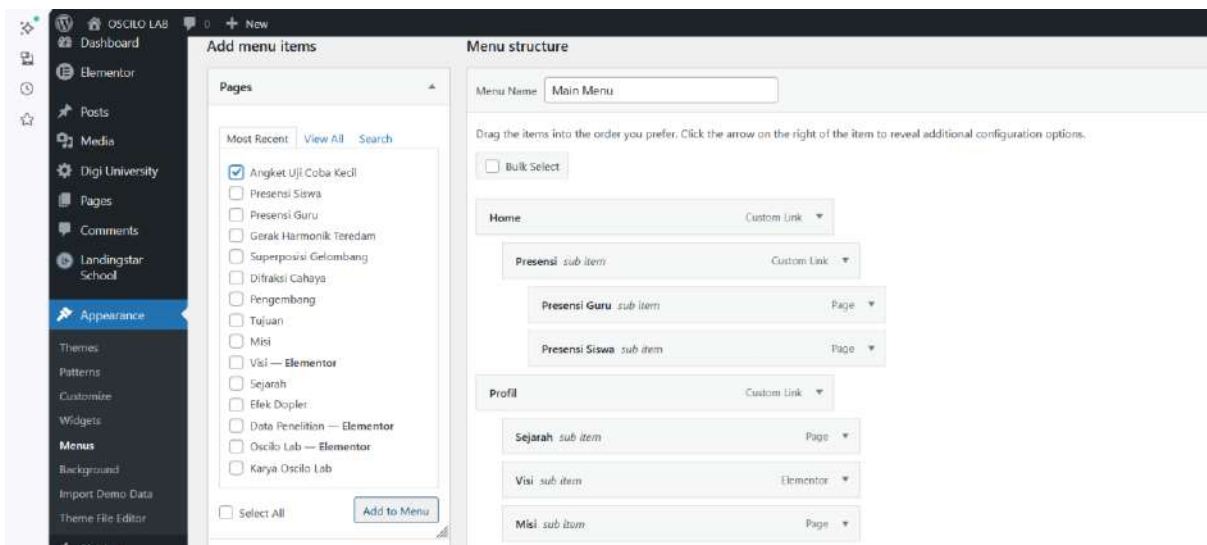 OSCILO LAB 0 + New
Dashboard
Elementor
Posts
Media
Digi University
Pages
Comments
Landingstar
School
Appearance
Themes
Patterns
Customize
Widgets
Menus
Background
Import Demo Data
Theme File Editor
Add menu items
Pages
Most Recent View All Search
Angket Uji Coba Kecil
Presensi Siswa
Presensi Guru
Gerak Harmonik Teredam
Superposisi Gelombang
Difraksi Cahaya
Pengembang
Tujuan
Misi
Visi — Elementor
Sejarah
Efek Dopler
Data Penelitian — Elementor
Oscilo Lab — Elementor
Karya Oscilo Lab
Select All Add to Menu
Menu structure
Menu Name Main Menu
Drag the items into the order you prefer. Click the arrow on the right of the item to reveal additional configuration options.
Bulk Select
Home Custom Link
Presensi sub item Custom Link
Presensi Guru sub item Page
Presensi Siswa sub item Page
Profil Custom Link
Sejarah sub item Page
Visi sub item Elementor
Misi sub item Page